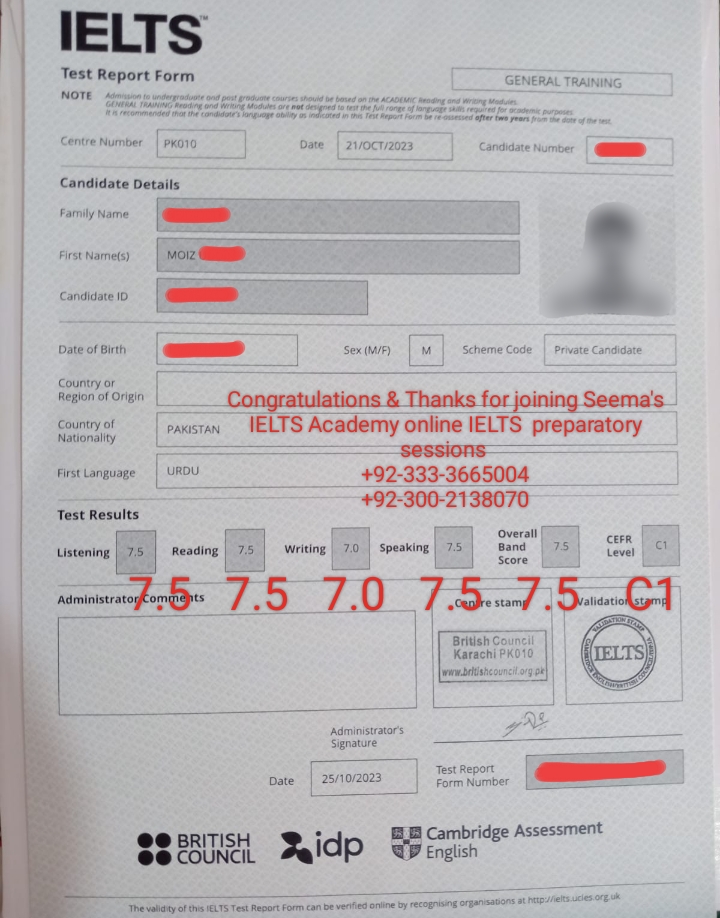 IELTS™
Test Report Form
GENERAL TRAINING
NOTE Admission to undergraduate and post graduate courses should be based on the ACADEMIC Reading and Writing Modules.
GENERAL TRAINING Reading and Writing Modules are not designed to test the full range of language skills required for academic purposes.
It is recommended that the candidate's language ability as indicated in this Test Report Form be re-assessed after two years from the date of the test.
Centre Number PK010 Date 21/OCT/2023 Candidate Number
Candidate Details
Family Name
First Name(s) MOIZ
Candidate ID
Date of Birth Sex (M/F) M Scheme Code Private Candidate
Country or
Region of Origin
Congratulations & Thanks for joining Seema's
Country of
Nationality PAKISTAN
IELTS Academy online IELTS preparatory
sessions
First Language URDU
+92-333-3665004
+92-300-2138070
Test Results
Listening 7.5 Reading 7.5 Writing 7.0 Speaking 7.5 Overall Band Score 7.5 CEFR Level C1
7.5 7.5 7.0 7.5 7.5 C1
Administrator Comments Centre stamp Validation stamp
British Council
Karachi PK010
www.britishcouncil.org.pk
VALIDATION STAMP
IELTS
Administrator's
Signature
Date 25/10/2023
Test Report
Form Number
BRITISH
COUNCIL
idp
Cambridge Assessment
English
The validity of this IELTS Test Report Form can be verified online by recognising organisations at http://ielts.ucles.org.uk